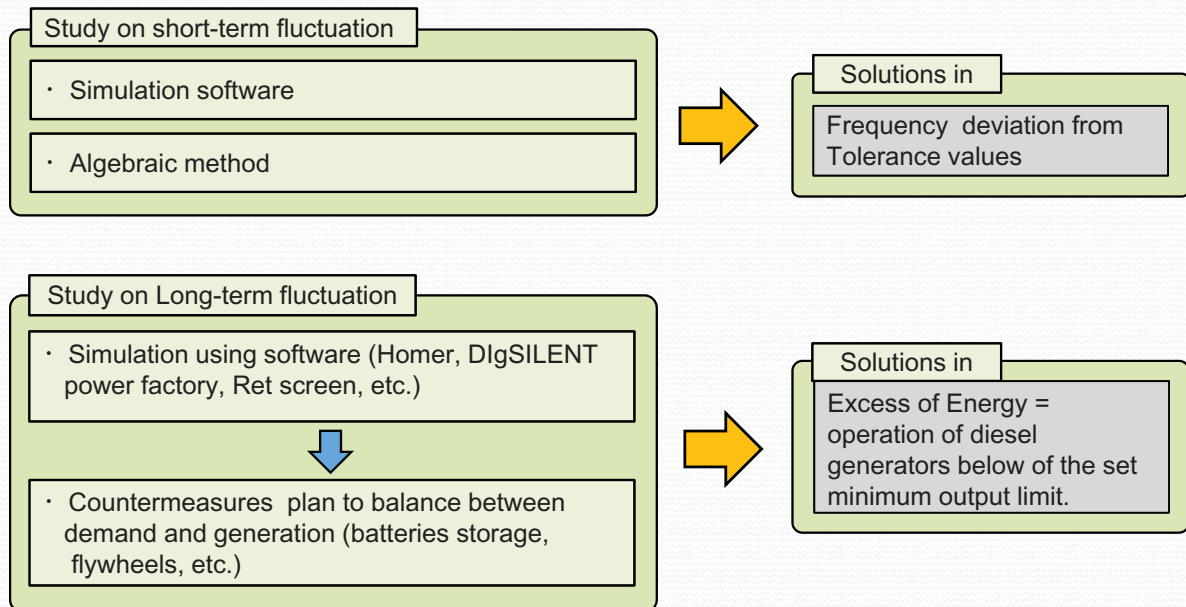 Study on short-term fluctuation
・ Simulation software
・ Algebraic method
Solutions in
Frequency deviation from
Tolerance values
Study on Long-term fluctuation
・ Simulation using software (Homer, DIgSILENT
power factory, Ret screen, etc.)
・ Countermeasures plan to balance between
demand and generation (batteries storage,
flywheels, etc.)
Solutions in
Excess of Energy =
operation of diesel
generators below of the set
minimum output limit.